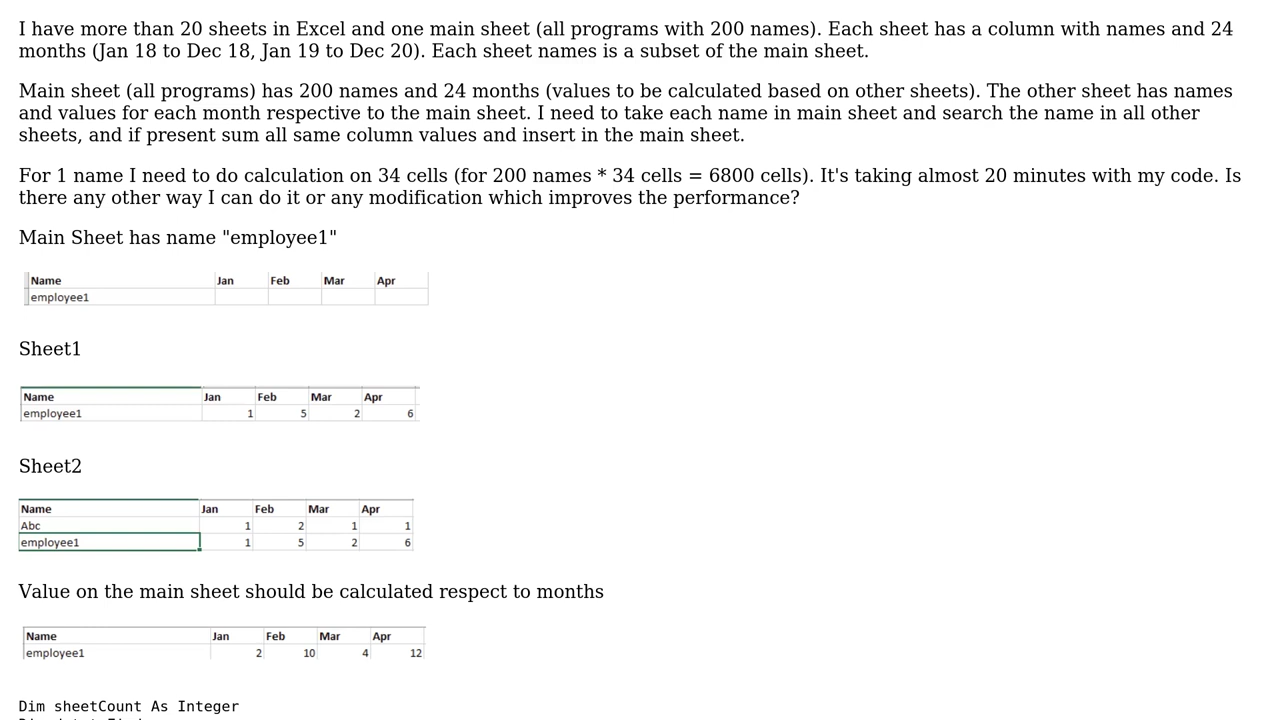 I have more than 20 sheets in Excel and one main sheet (all programs with 200 names). Each sheet has a column with names and 24
months (Jan 18 to Dec 18, Jan 19 to Dec 20). Each sheet names is a subset of the main sheet.
Main sheet (all programs) has 200 names and 24 months (values to be calculated based on other sheets). The other sheet has names
and values for each month respective to the main sheet. I need to take each name in main sheet and search the name in all other
sheets, and if present sum all same column values and insert in the main sheet.
For 1 name I need to do calculation on 34 cells (for 200 names * 34 cells = 6800 cells). It's taking almost 20 minutes with my code. Is
there any other way I can do it or any modification which improves the performance?
Main Sheet has name "employee1"
Name Jan Feb Mar Apr
employee1
Sheet1
Name Jan Feb Mar Apr
employee1 1 5 2 6
Sheet2
Name Jan Feb Mar Apr
Abc 1 2 1 1
employee1 1 5 2 6
Value on the main sheet should be calculated respect to months
Name Jan Feb Mar Apr
employee1 2 10 4 12
Dim sheetCount As Integer